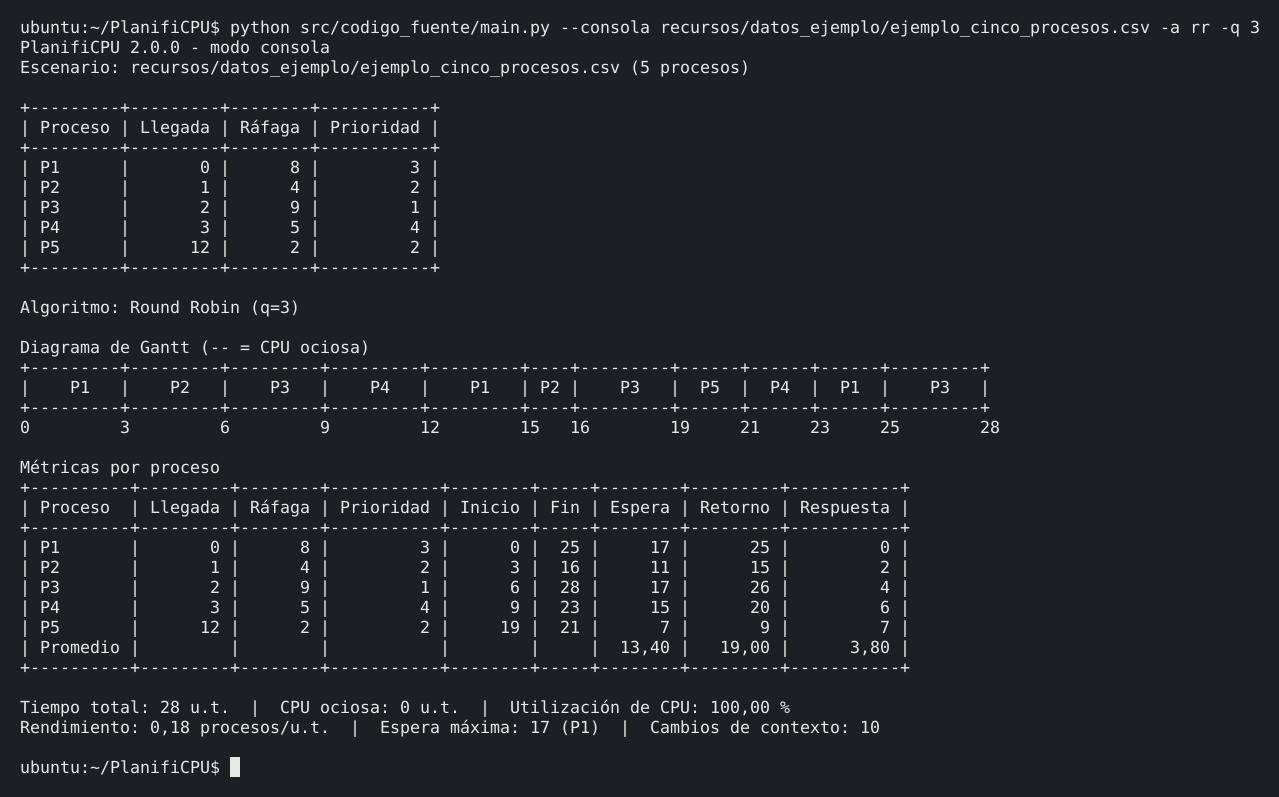 ubuntu:~/PlanifiCPU$ python src/codigo_fuente/main.py --consola recursos/datos_ejemplo/ejemplo_cinco_procesos.csv -a rr -q 3
PlanifiCPU 2.0.0 - modo consola
Escenario: recursos/datos_ejemplo/ejemplo_cinco_procesos.csv (5 procesos)

+---------+---------+--------+-----------+
| Proceso | Llegada | Ráfaga | Prioridad |
+---------+---------+--------+-----------+
| P1      |       0 |      8 |         3 |
| P2      |       1 |      4 |         2 |
| P3      |       2 |      9 |         1 |
| P4      |       3 |      5 |         4 |
| P5      |      12 |      2 |         2 |
+---------+---------+--------+-----------+

Algoritmo: Round Robin (q=3)

Diagrama de Gantt (-- = CPU ociosa)
+---------+---------+---------+---------+---------+----+---------+------+------+------+---------+
|    P1   |    P2   |    P3   |    P4   |    P1   | P2 |    P3   |  P5  |  P4  |  P1  |    P3   |
+---------+---------+---------+---------+---------+----+---------+------+------+------+---------+
0         3         6         9         12        15   16        19     21     23     25        28

Métricas por proceso
+----------+---------+--------+-----------+--------+-----+--------+---------+-----------+
| Proceso  | Llegada | Ráfaga | Prioridad | Inicio | Fin | Espera | Retorno | Respuesta |
+----------+---------+--------+-----------+--------+-----+--------+---------+-----------+
| P1       |       0 |      8 |         3 |      0 |  25 |     17 |      25 |         0 |
| P2       |       1 |      4 |         2 |      3 |  16 |     11 |      15 |         2 |
| P3       |       2 |      9 |         1 |      6 |  28 |     17 |      26 |         4 |
| P4       |       3 |      5 |         4 |      9 |  23 |     15 |      20 |         6 |
| P5       |      12 |      2 |         2 |     19 |  21 |      7 |       9 |         7 |
| Promedio |         |        |           |        |     |  13,40 |   19,00 |      3,80 |
+----------+---------+--------+-----------+--------+-----+--------+---------+-----------+

Tiempo total: 28 u.t.  |  CPU ociosa: 0 u.t.  |  Utilización de CPU: 100,00 %
Rendimiento: 0,18 procesos/u.t.  |  Espera máxima: 17 (P1)  |  Cambios de contexto: 10

ubuntu:~/PlanifiCPU$